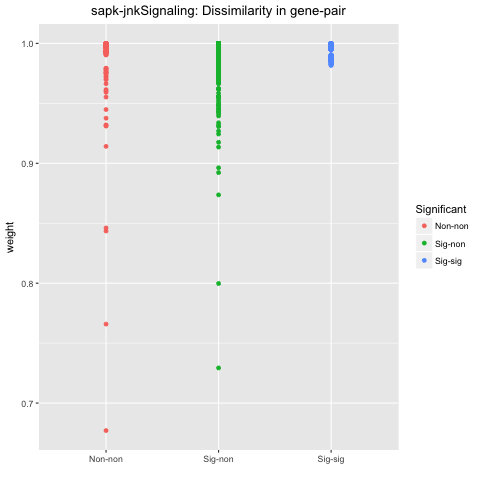 sapk-jnkSignaling: Dissimilarity in gene-pair
1.0
0.9
0.8
0.7
weight
Non-non
Sig-non
Sig-sig
Significant
Non-non
Sig-non
Sig-sig